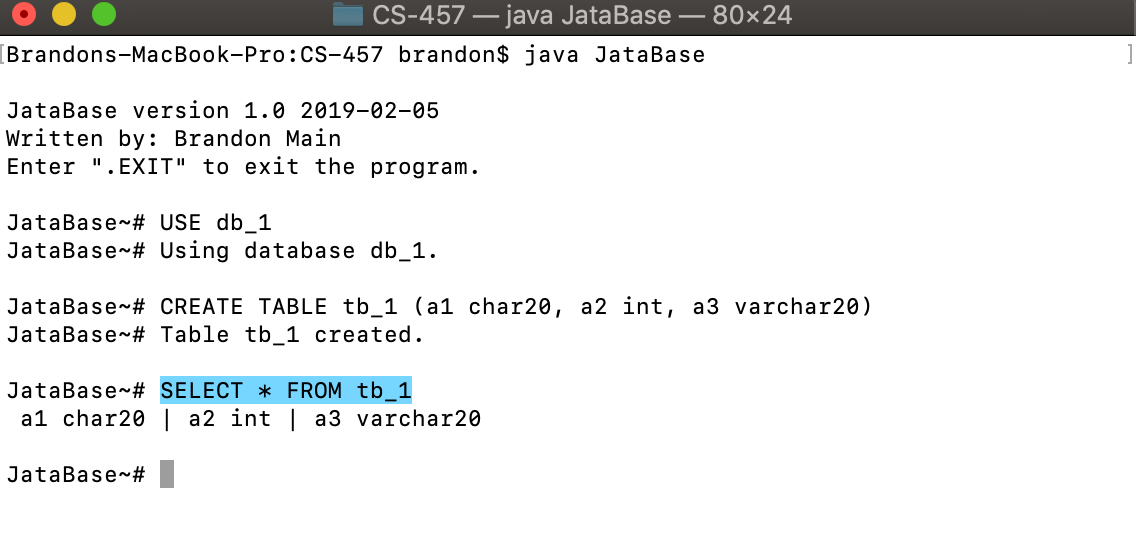 CS-457 — java JataBase — 80×24
Brandons-MacBook-Pro:CS-457 brandon$ java JataBase
JataBase version 1.0 2019-02-05
Written by: Brandon Main
Enter ".EXIT" to exit the program.
JataBase~# USE db_1
JataBase~# Using database db_1.
JataBase~# CREATE TABLE tb_1 (a1 char20, a2 int, a3 varchar20)
JataBase~# Table tb_1 created.
JataBase~# SELECT * FROM tb_1
a1 char20 | a2 int | a3 varchar20
JataBase~#